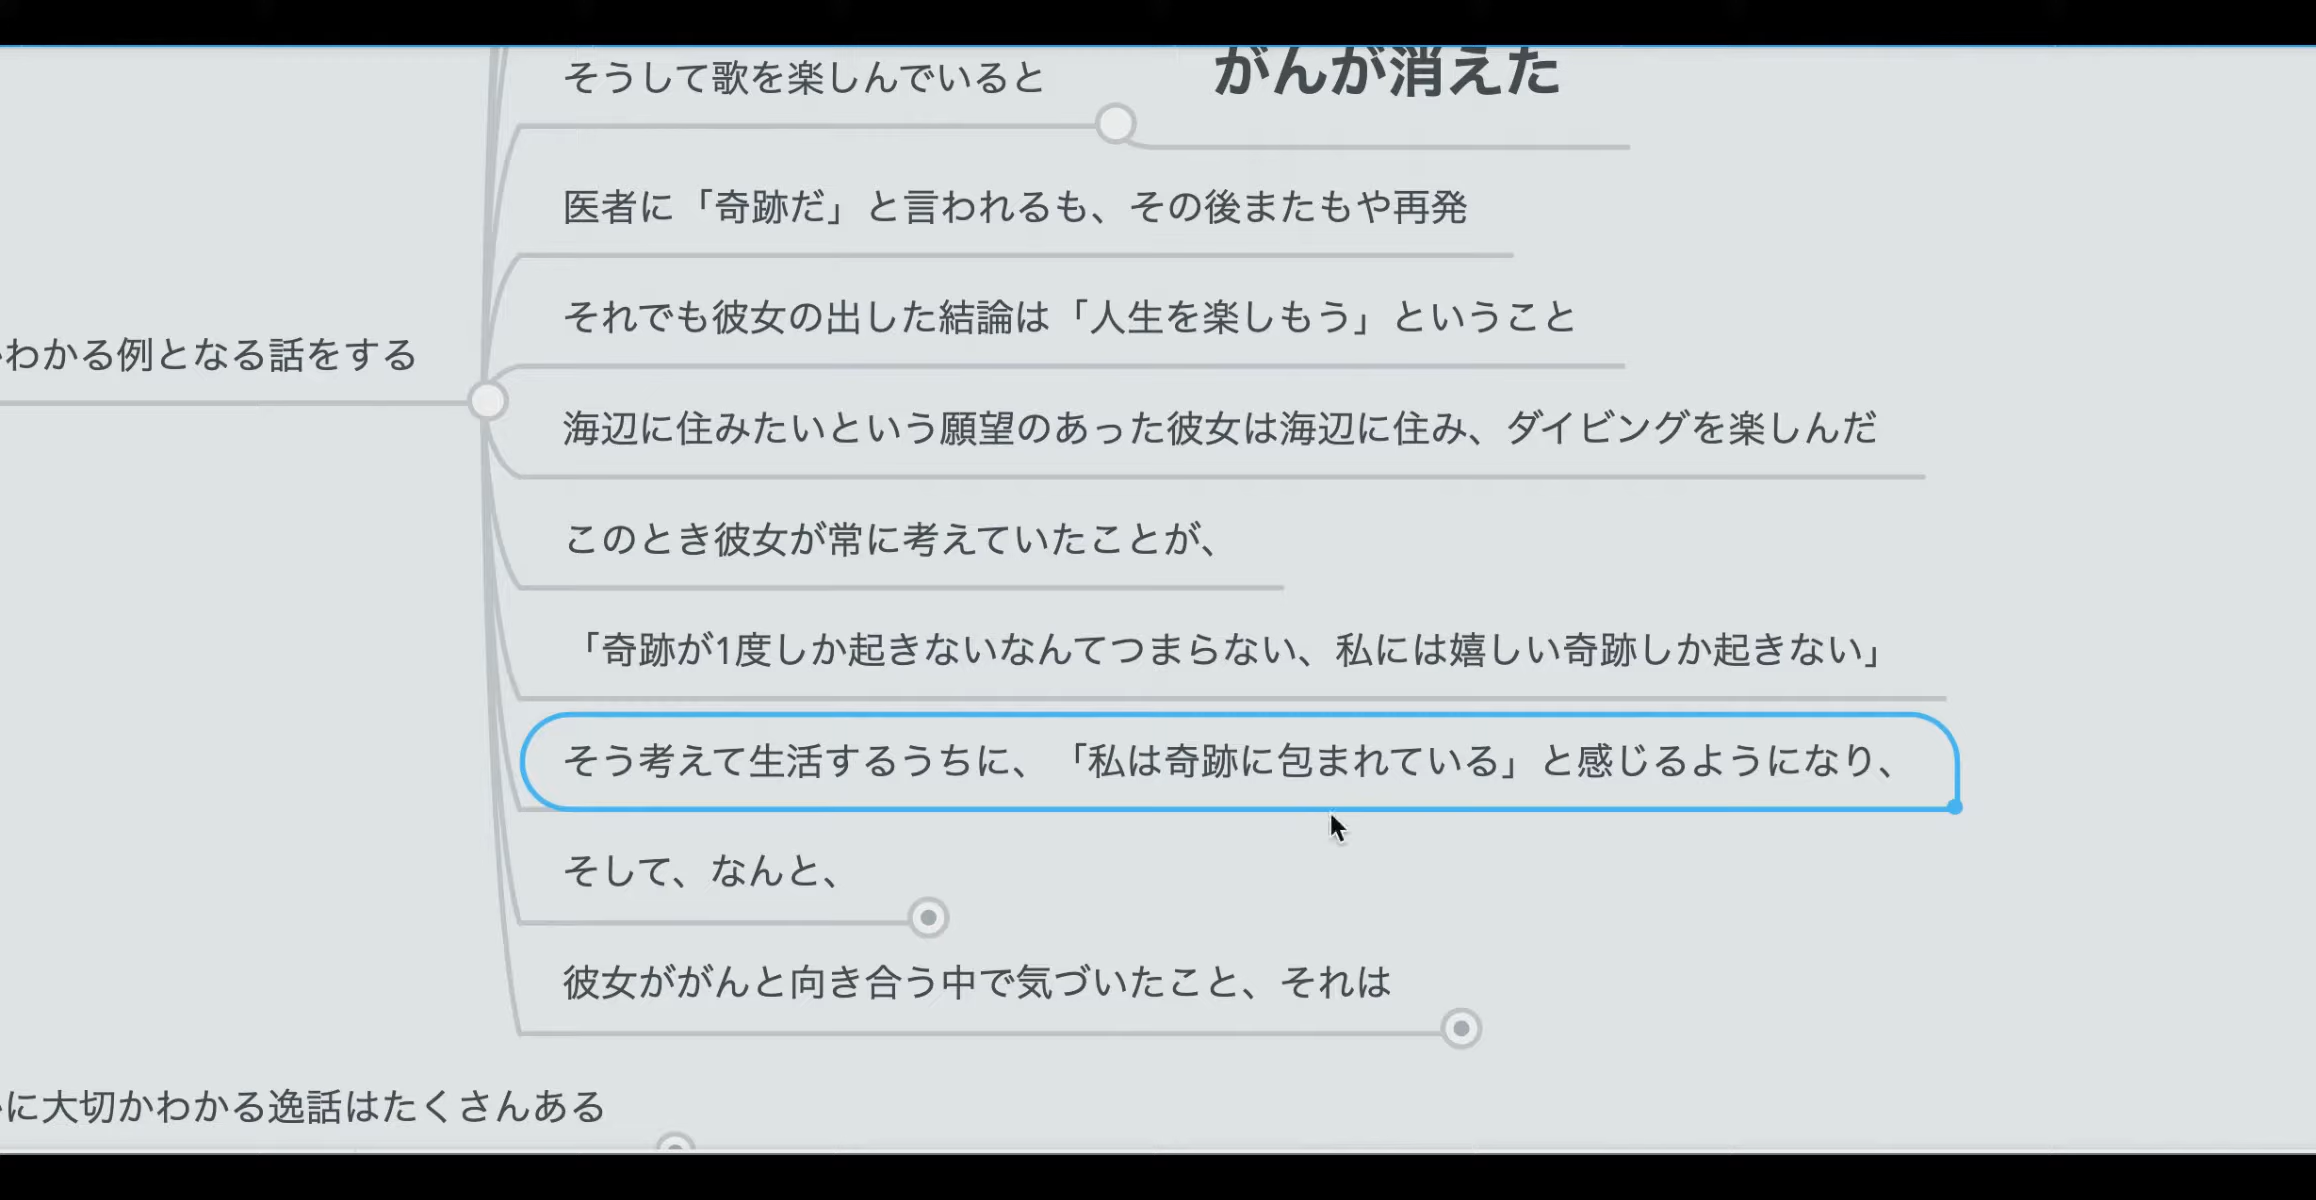 そうして歌を楽しんでいると
がんが消えた
医者に「奇跡だ」と言われるも、その後またもや再発
それでも彼女の出した結論は「人生を楽しもう」ということ
わかる例となる話をする
海辺に住みたいという願望のあった彼女は海辺に住み、ダイビングを楽しんだ
このとき彼女が常に考えていたことが、
「奇跡が1度しか起きないなんてつまらない、私には嬉しい奇跡しか起きない」
そう考えて生活するうちに、「私は奇跡に包まれている」と感じるようになり、
そして、なんと、
彼女ががんと向き合う中で気づいたこと、それは
に大切かわかる逸話はたくさんある